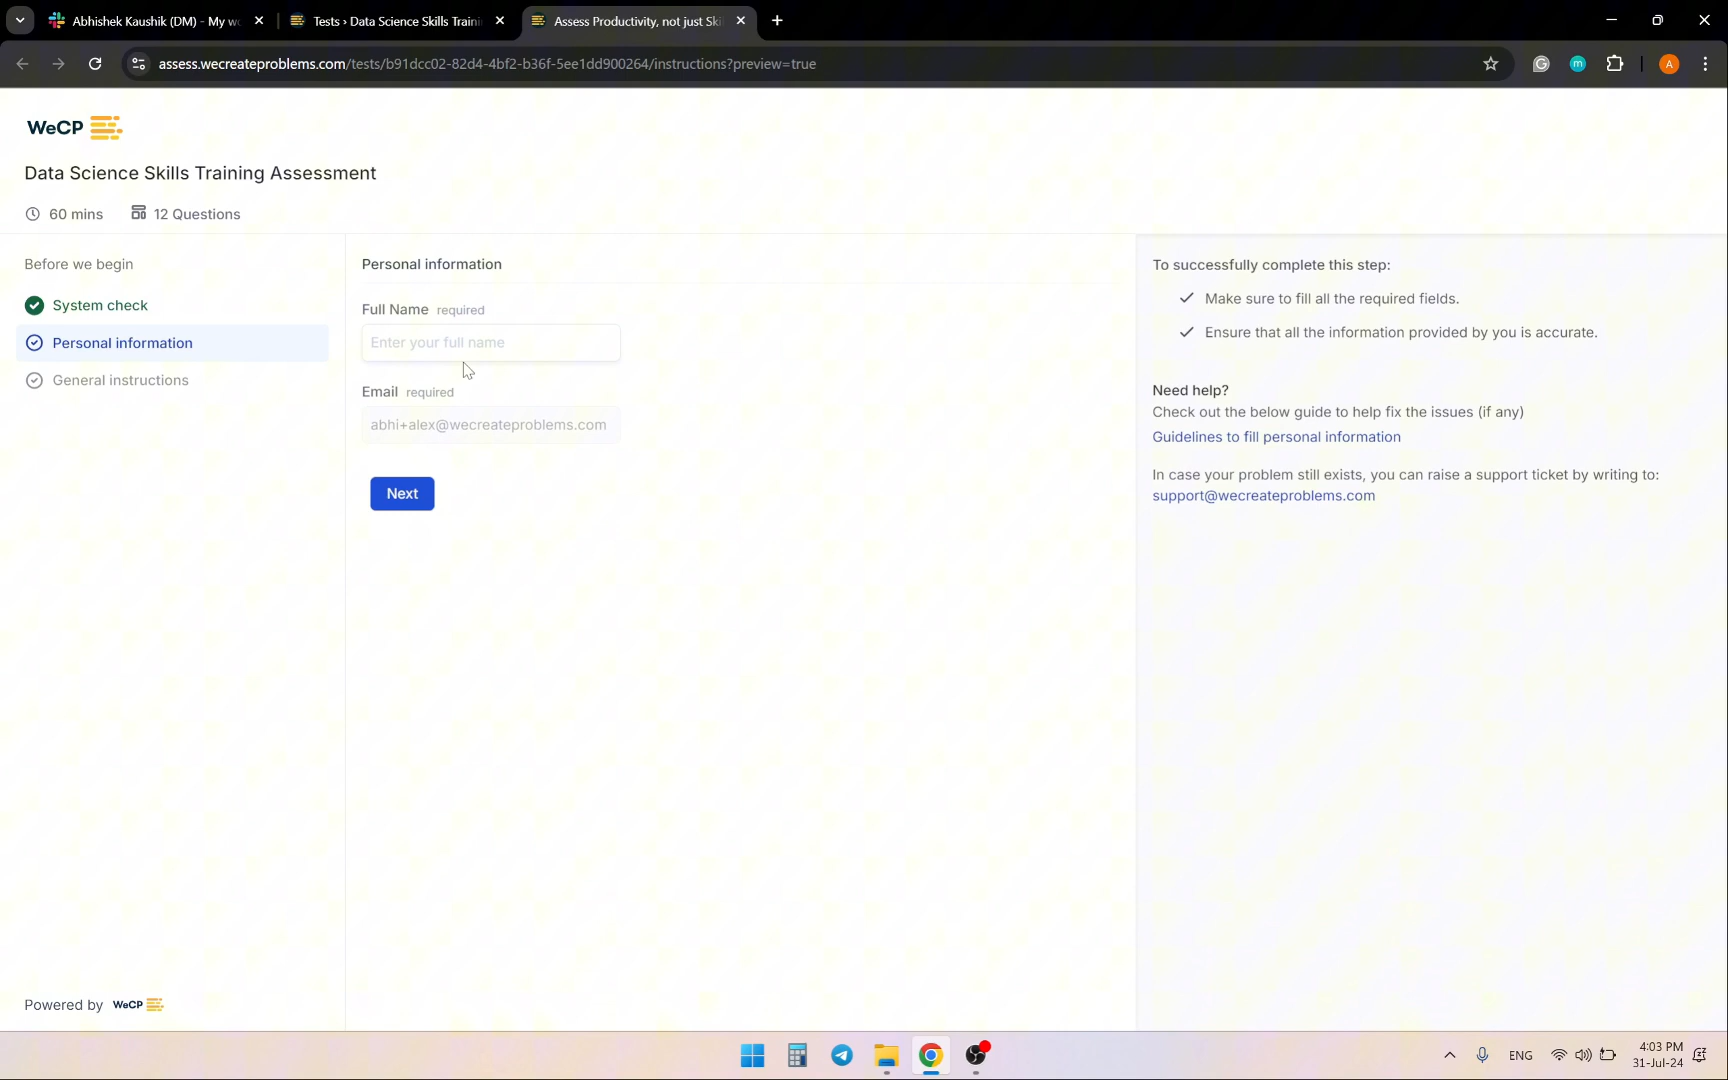 Abhishek Kaushik (DM) - My w
Tests › Data Science Skills Traini
Assess Productivity, not just Ski
assess.wecreateproblems.com/tests/b91dcc02-82d4-4bf2-b36f-5ee1dd900264/instructions?preview=true
A
WeCP
Data Science Skills Training Assessment
60 mins 12 Questions
Before we begin
System check
Personal information
General instructions
Personal information
Full Name required
Enter your full name
Email required
abhi+alex@wecreateproblems.com
Next
To successfully complete this step:
Make sure to fill all the required fields.
Ensure that all the information provided by you is accurate.
Need help?
Check out the below guide to help fix the issues (if any)
Guidelines to fill personal information
In case your problem still exists, you can raise a support ticket by writing to:
support@wecreateproblems.com
Powered by WeCP
ENG
4:03 PM
31-Jul-24